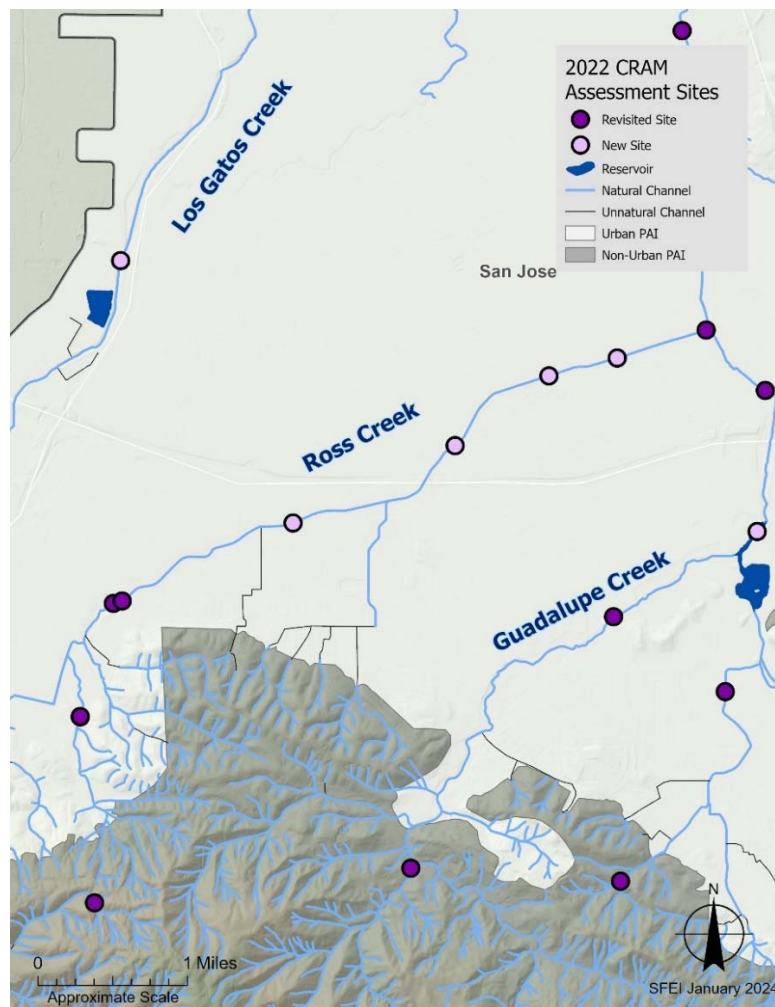 2022 CRAM
Assessment Sites
Revisited Site
New Site
Reservoir
Natural Channel
Unnatural Channel
Urban PAI
Non-Urban PAI
Los Gatos Creek
San Jose
Ross Creek
Guadalupe Creek
N
0 1 Miles
Approximate Scale
SFEI January 2024